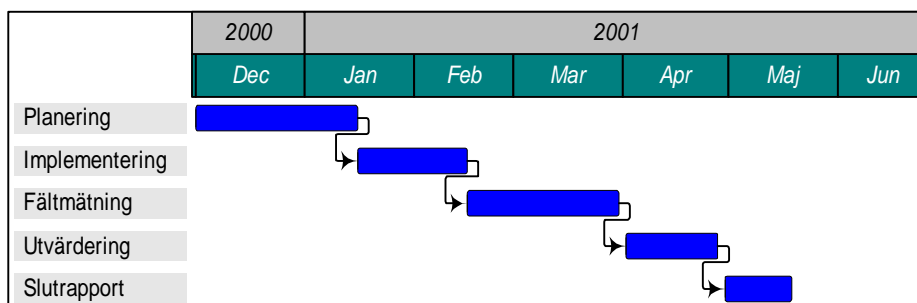 2000 2001
Dec Jan Feb Mar Apr Maj Jun
Planering
Implementering
Fältmätning
Utvärdering
Slutrapport